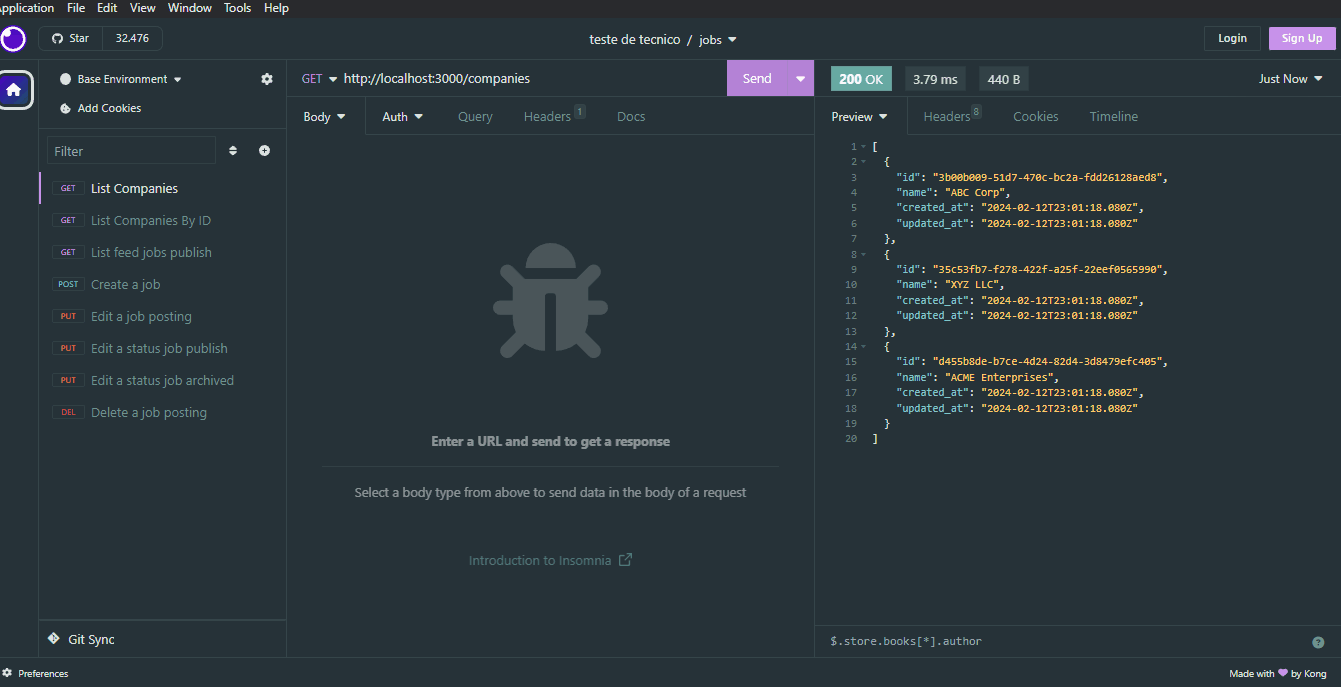 Application File Edit View Window Tools Help
Star 32.476
teste de tecnico / jobs
Login Sign Up
Base Environment
Add Cookies
Filter
GET List Companies
GET List Companies By ID
GET List feed jobs publish
POST Create a job
PUT Edit a job posting
PUT Edit a status job publish
PUT Edit a status job archived
DEL Delete a job posting
Git Sync
GET http://localhost:3000/companies
Send
Body Auth Query Headers 1 Docs
Enter a URL and send to get a response
Select a body type from above to send data in the body of a request
Introduction to Insomnia
200 OK 3.79 ms 440 B Just Now
Preview Headers 8 Cookies Timeline
1 [
2 {
3 "id": "3b00b009-51d7-470c-bc2a-fdd26128aed8",
4 "name": "ABC Corp",
5 "created_at": "2024-02-12T23:01:18.080Z",
6 "updated_at": "2024-02-12T23:01:18.080Z"
7 },
8 {
9 "id": "35c53fb7-f278-422f-a25f-22eef0565990",
10 "name": "XYZ LLC",
11 "created_at": "2024-02-12T23:01:18.080Z",
12 "updated_at": "2024-02-12T23:01:18.080Z"
13 },
14 {
15 "id": "d455b8de-b7ce-4d24-82d4-3d8479efc405",
16 "name": "ACME Enterprises",
17 "created_at": "2024-02-12T23:01:18.080Z",
18 "updated_at": "2024-02-12T23:01:18.080Z"
19 }
20 ]
$.store.books[*].author
?
Preferences
Made with by Kong